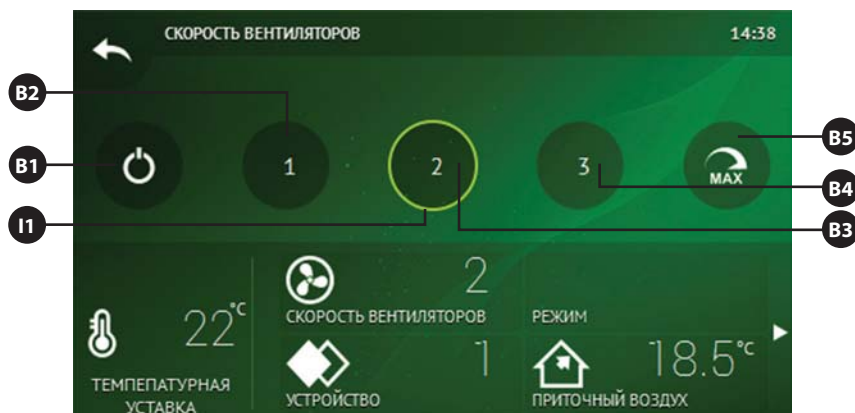 СКОРОСТЬ ВЕНТИЛЯТОРОВ 14:38
B2
B5
B1 1 2 3 MAX
B4
I1 B3
2
22°C СКОРОСТЬ ВЕНТИЛЯТОРОВ РЕЖИМ
1 18.5°C
ТЕМПЕПАТУРНАЯ
УСТАВКА УСТРОЙСТВО ПРИТОЧНЫЙ ВОЗДУХ